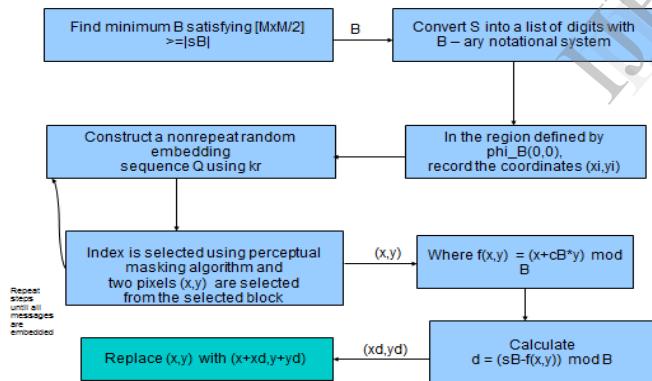 Find minimum B satisfying [MxM/2]
>=|sB|
B
Convert S into a list of digits with
B – ary notational system
Construct a nonrepeat random
embedding
sequence Q using kr
In the region defined by
phi_B(0,0),
record the coordinates (xi,yi)
Index is selected using perceptual
masking algorithm and
two pixels (x,y) are selected
from the selected block
(x,y)
Where f(x,y) = (x+cB*y) mod
B
Repeat
steps
until all
messages
are
embedded
Replace (x,y) with (x+xd,y+yd)
(xd,yd)
Calculate
d = (sB-f(x,y)) mod B